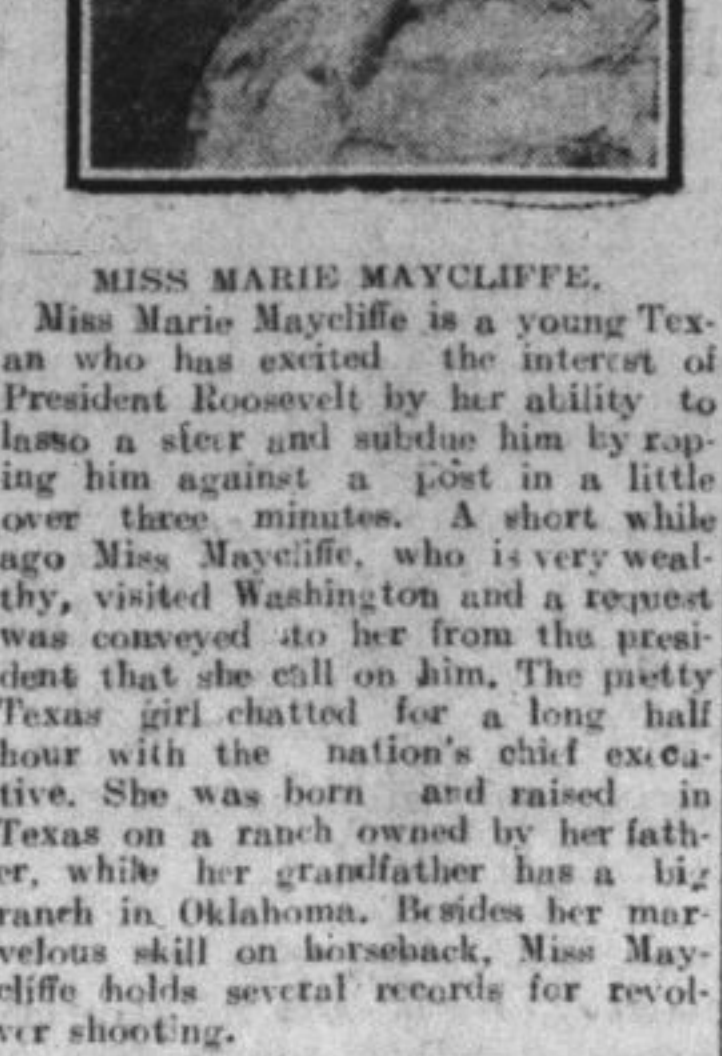 MISS MARIE MAYCLIFFE.
Miss Marie Maycliffe is a young Tex-
an who has excited the interest of
President Roosevelt by her ability to
lasso a steer and subdue him by rop-
ing him against a post in a little
over three minutes. A short while
ago Miss Maycliffe, who is very weal-
thy, visited Washington and a request
was conveyed to her from the presi-
dent that she call on him. The pretty
Texas girl chatted for a long half
hour with the nation's chief execu-
tive. She was born and raised in
Texas on a ranch owned by her fath-
er, while her grandfather has a big
ranch in Oklahoma. Besides her mar-
velous skill on horseback, Miss May-
cliffe holds several records for revol-
ver shooting.